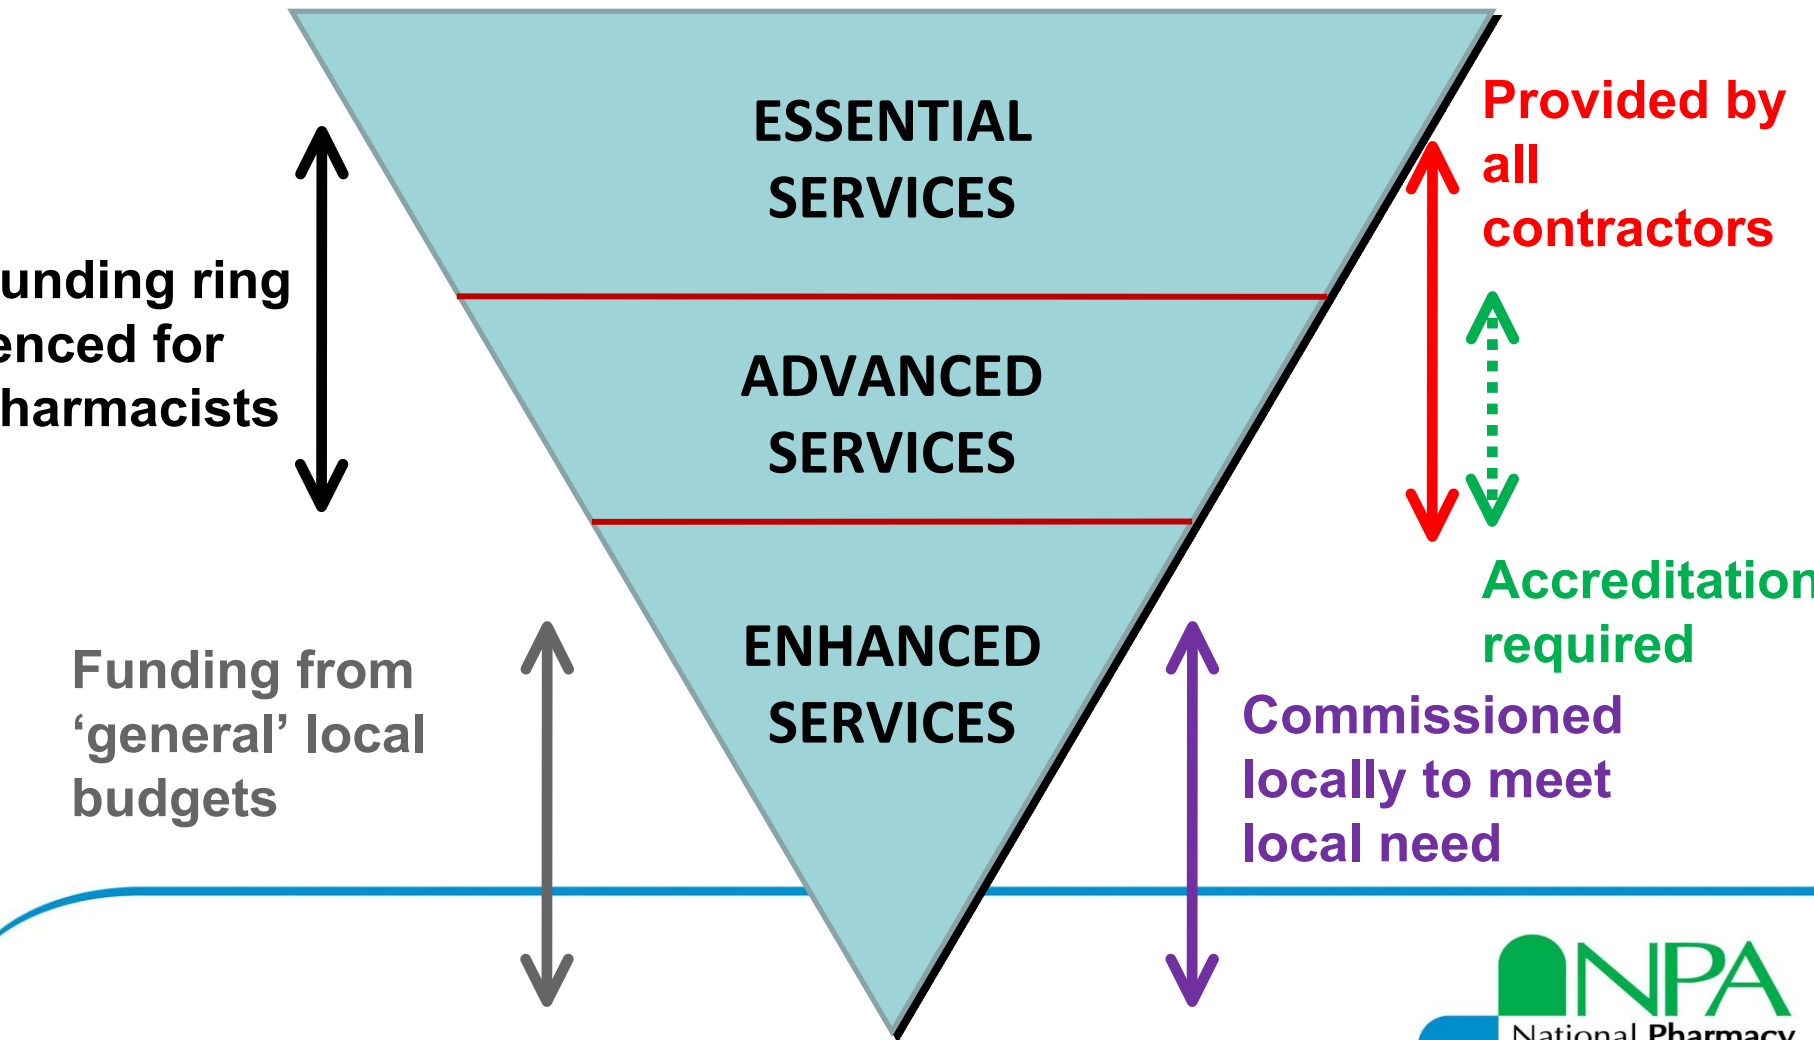 ESSENTIAL
SERVICES
Provided by
all
contractors
unding ring
enced for
harmacists
ADVANCED
SERVICES
Accreditation
required
ENHANCED
SERVICES
Funding from
‘general’ local
budgets
Commissioned
locally to meet
local need
NPA
National Pharmacy